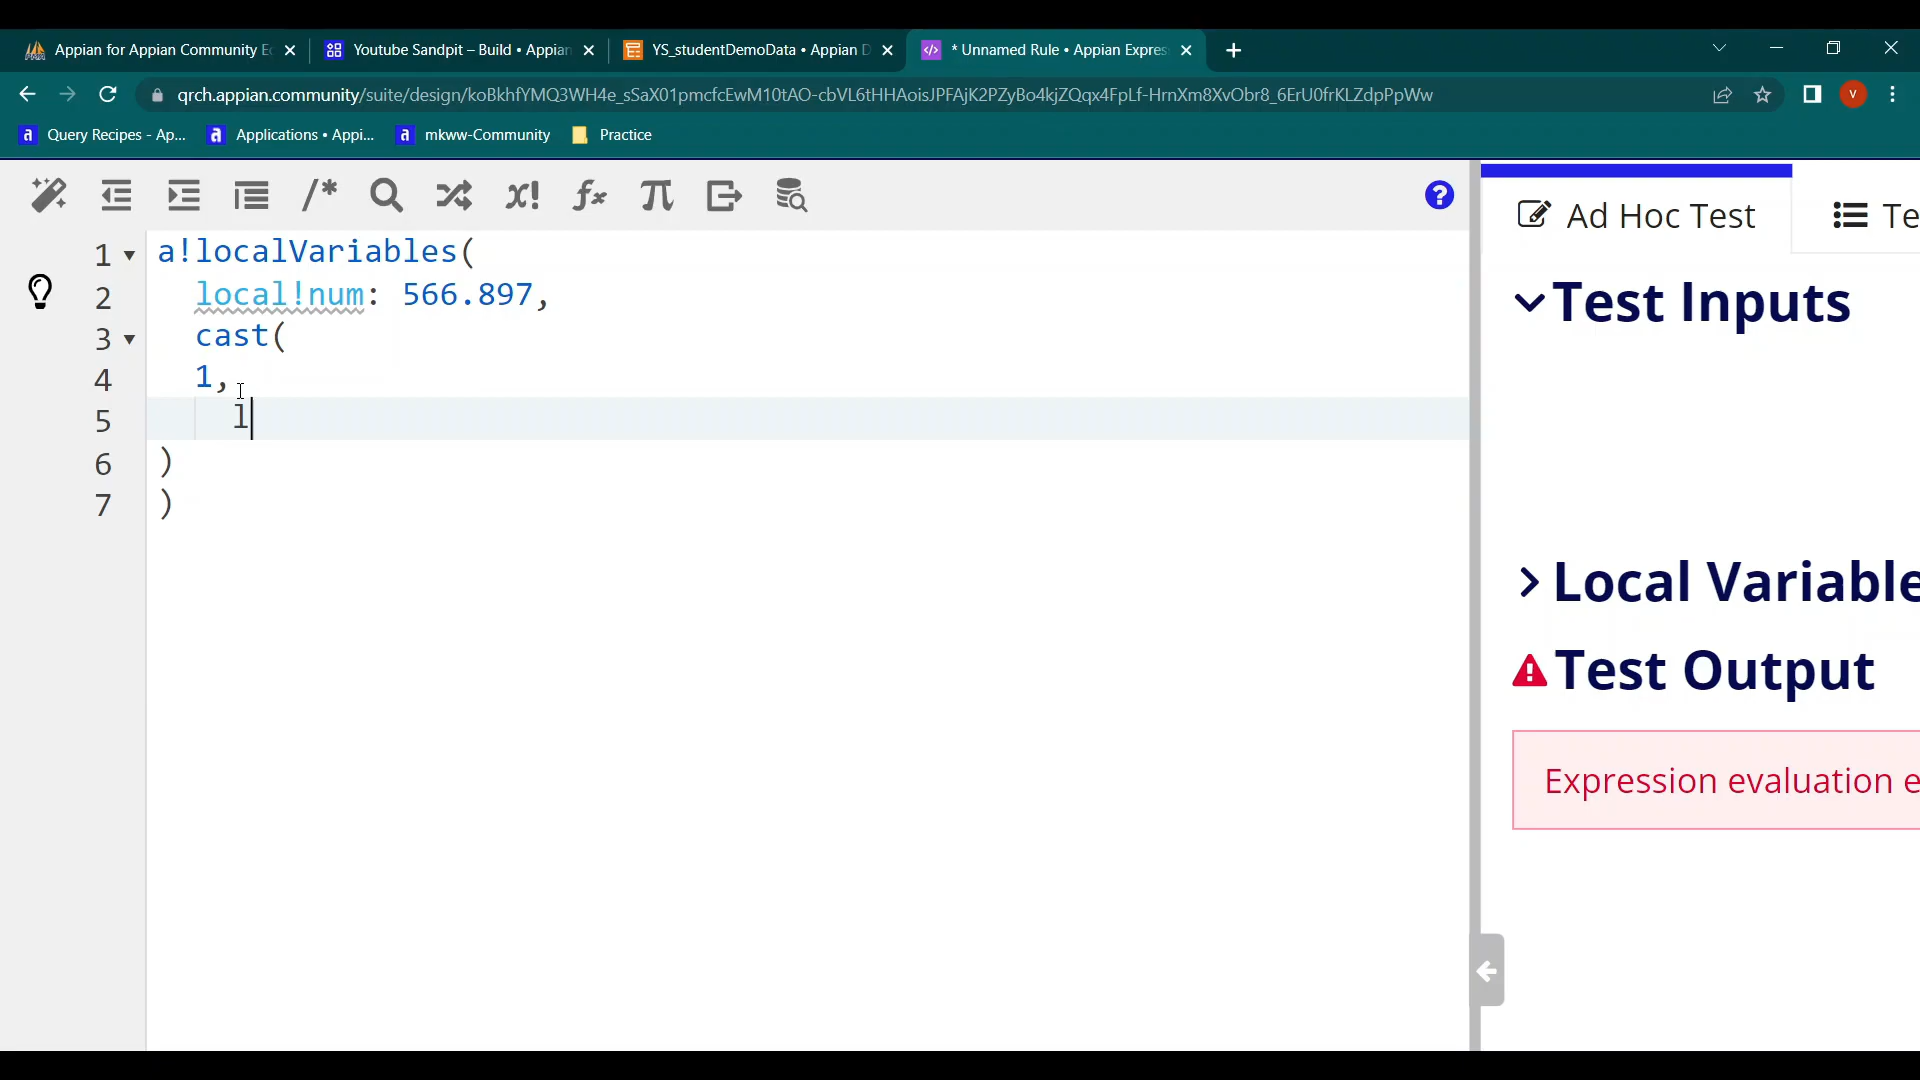 Appian for Appian Community E
Youtube Sandpit – Build • Appian
YS_studentDemoData • Appian D
* Unnamed Rule • Appian Expres
qrch.appian.community/suite/design/koBkhfYMQ3WH4e_sSaX01pmcfcEwM10tAO-cbVL6tHHAoisJPFAjK2PZyBo4kjZQqx4FpLf-HrnXm8XvObr8_6ErU0frKLZdpPpWw
V
Query Recipes - Ap...
Applications • Appi...
mkww-Community
Practice
Ad Hoc Test
Te
1 a!localVariables(
2 local!num: 566.897,
3 cast(
4 1,
5 l
6 )
7 )
Test Inputs
Local Variable
Test Output
Expression evaluation e